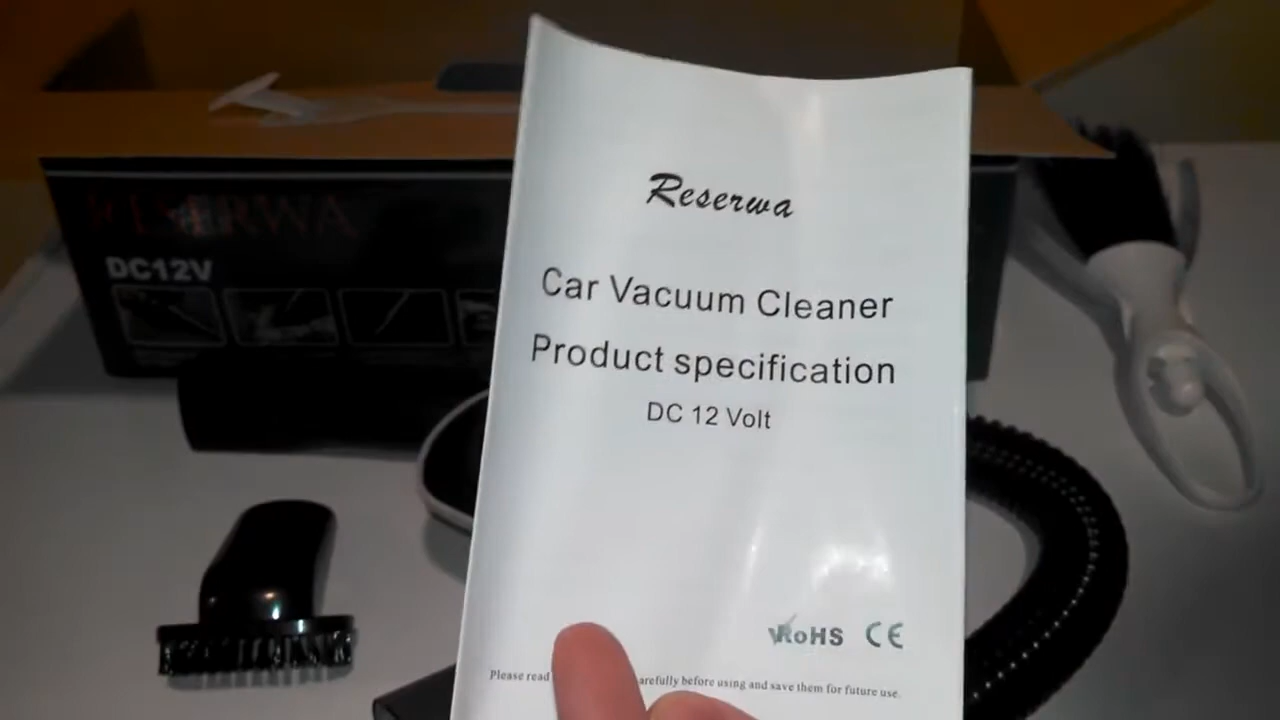 Reserwa
Car Vacuum Cleaner
Product specification
DC 12 Volt
RoHS CE
Please read
arefully before using and save them for future use.
RESERWA
DC12V